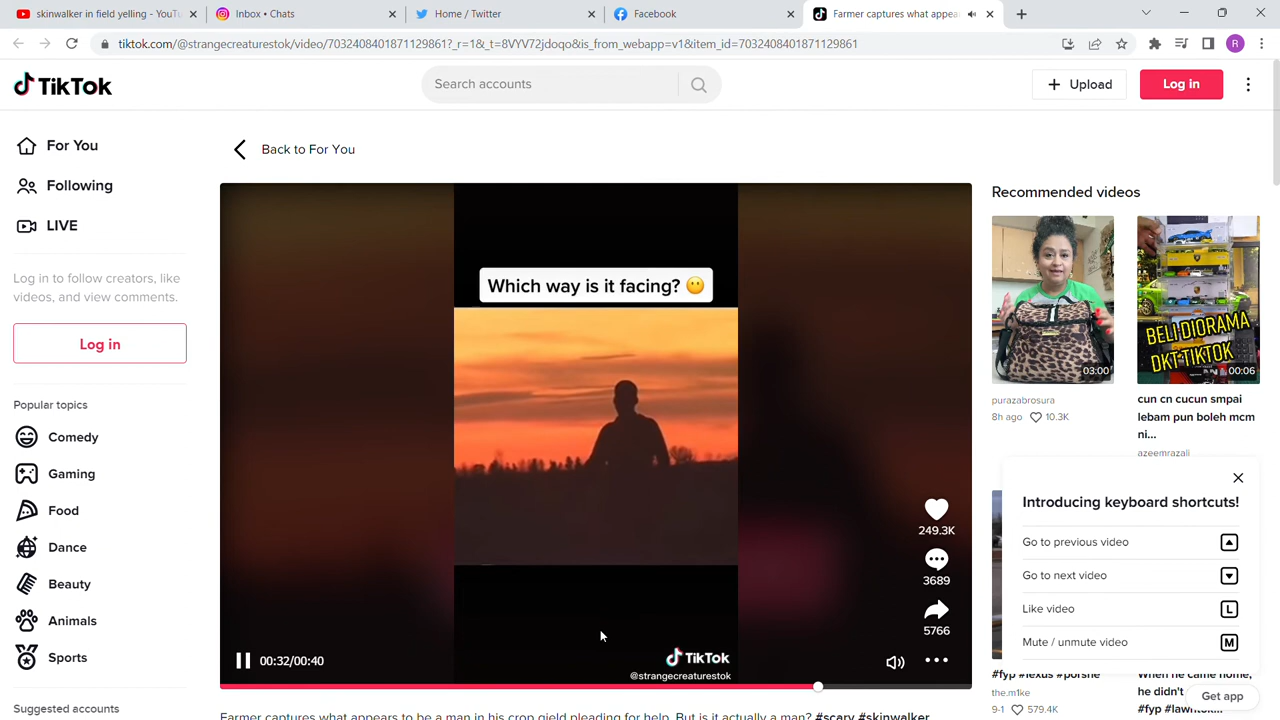 skinwalker in field yelling - YouTu
Inbox • Chats
Home / Twitter
Facebook
Farmer captures what appea
tiktok.com/@strangecreaturestok/video/7032408401871129861?_r=1&_t=8VYV72jdoqo&is_from_webapp=v1&item_id=7032408401871129861
R
TikTok
Search accounts
Upload
Log in
For You
Following
LIVE
Log in to follow creators, like
videos, and view comments.
Log in
Popular topics
Comedy
Gaming
Food
Dance
Beauty
Animals
Sports
Suggested accounts
Back to For You
Which way is it facing? 😶
249.3K
3689
5766
00:32/00:40
TikTok
@strangecreaturestok
Farmer captures what appears to be a man in his crop gield pleading for help. But is it actually a man? #scary #skinwalker
Recommended videos
03:00
purazabrosura
8h ago 10.3K
BELI DIORAMA
DKT TIKTOK
00:06
cun cn cucun smpai
lebam pun boleh mcm
ni...
azeemrazali
Introducing keyboard shortcuts!
Go to previous video
Go to next video
Like video
L
Mute / unmute video
M
#fyp #lexus #porshe
the.m1ke
9-1 579.4K
When he came home,
he didn't
#fyp #lawntok...
Get app